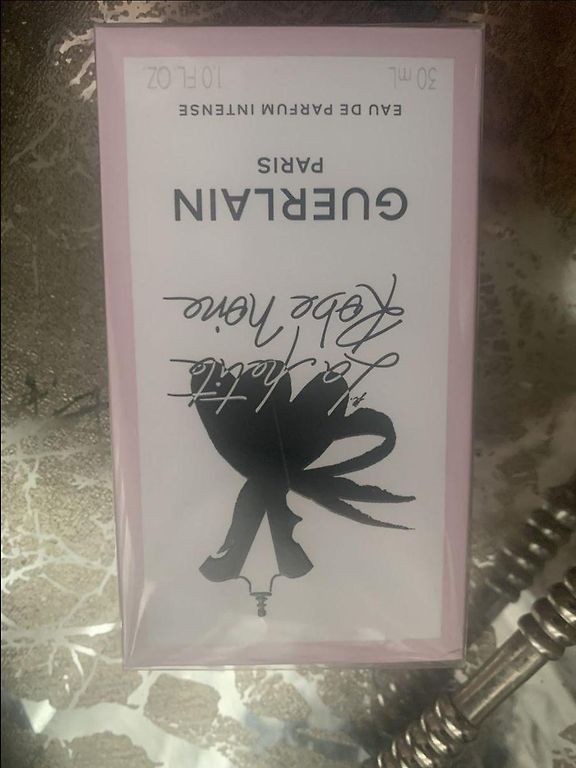 La petite
Robe noire
GUERLAIN
PARIS
EAU DE PARFUM INTENSE
30 mL 1.0 FL. OZ.